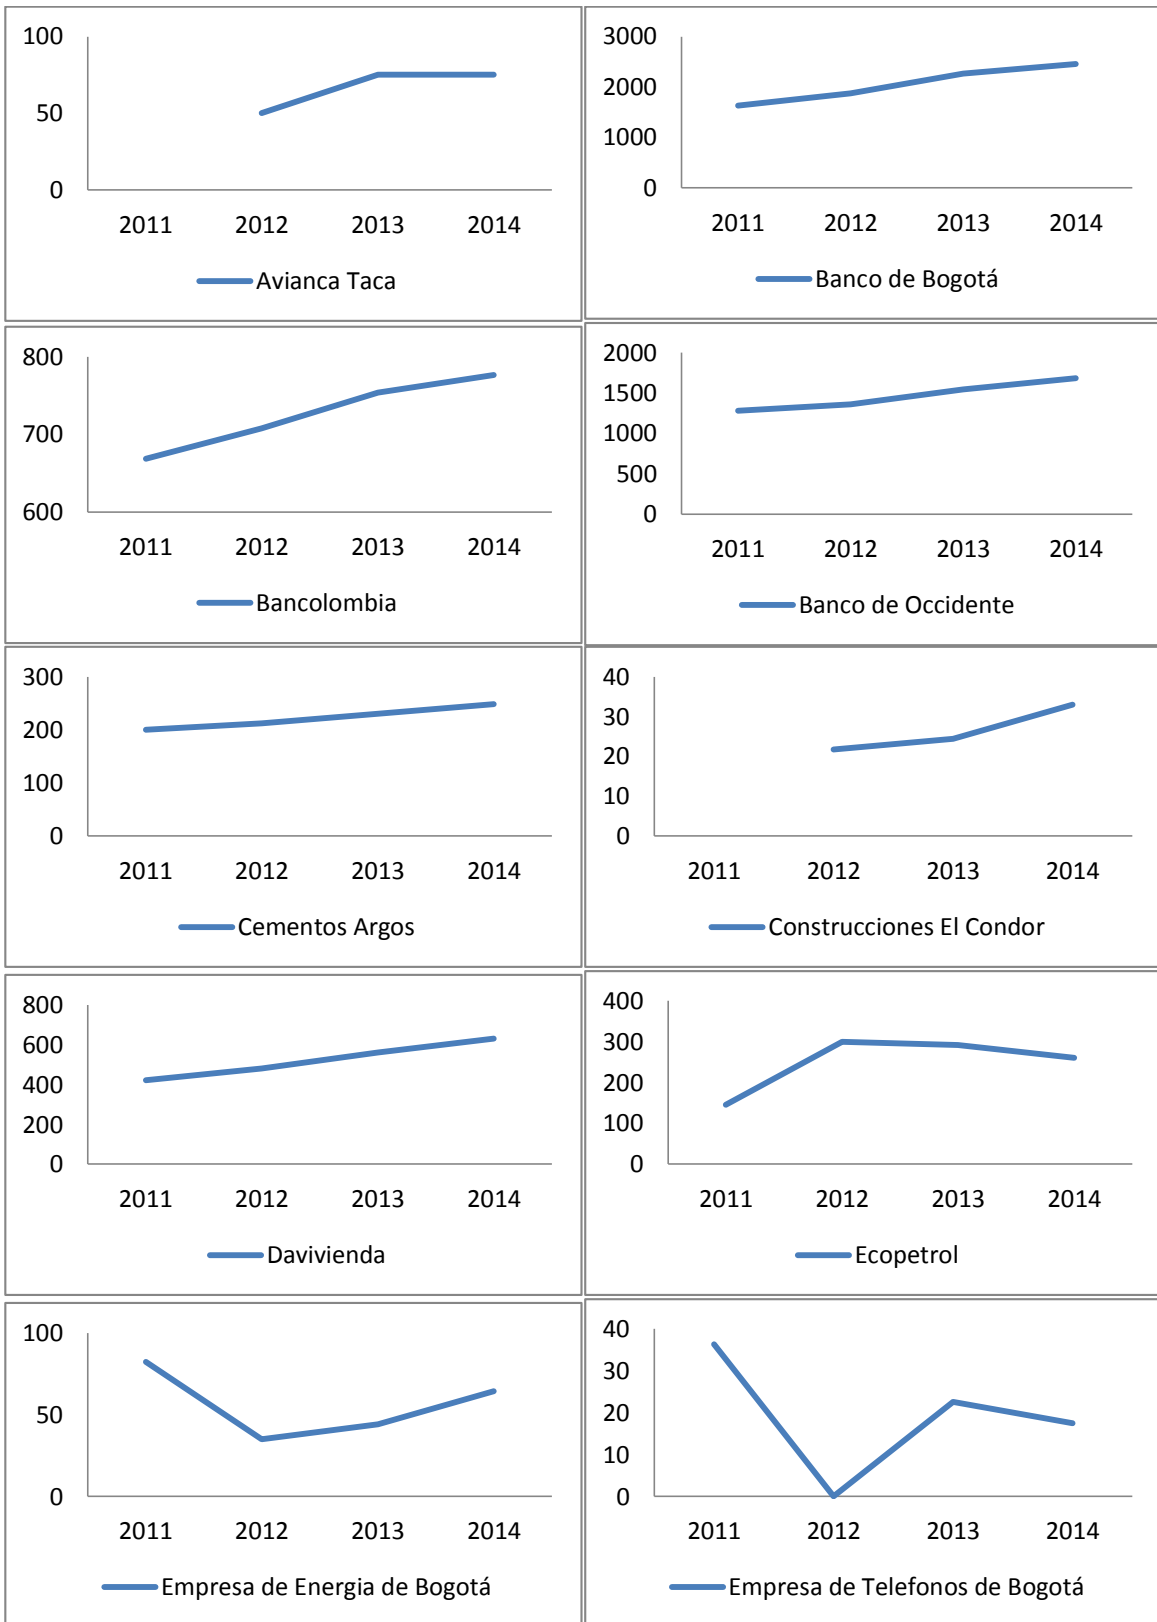 100
50
0
2011 2012 2013 2014
Avianca Taca
3000
2000
1000
0
2011 2012 2013 2014
Banco de Bogotá
800
700
600
2011 2012 2013 2014
Bancolombia
2000
1500
1000
500
0
2011 2012 2013 2014
Banco de Occidente
300
200
100
0
2011 2012 2013 2014
Cementos Argos
40
30
20
10
0
2011 2012 2013 2014
Construcciones El Condor
800
600
400
200
0
2011 2012 2013 2014
Davivienda
400
300
200
100
0
2011 2012 2013 2014
Ecopetrol
100
50
0
2011 2012 2013 2014
Empresa de Energia de Bogotá
40
30
20
10
0
2011 2012 2013 2014
Empresa de Telefonos de Bogotá